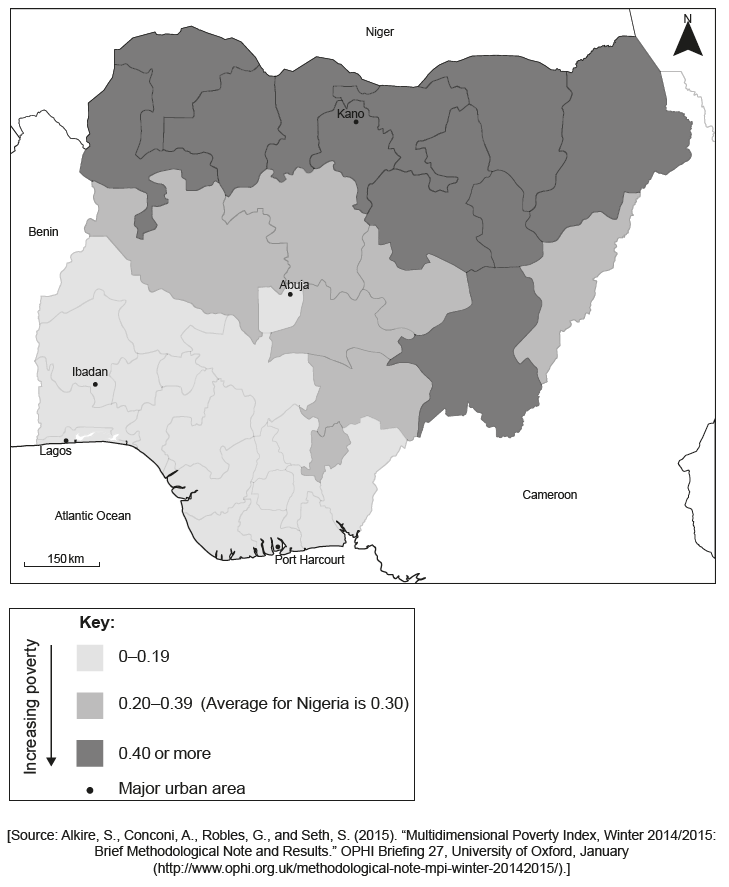 Niger
N
Kano
Benin
Abuja
Ibadan
Lagos
Cameroon
Atlantic Ocean
150 km
Port Harcourt
Key:
Increasing poverty
0–0.19
0.20–0.39 (Average for Nigeria is 0.30)
0.40 or more
Major urban area
[Source: Alkire, S., Conconi, A., Robles, G., and Seth, S. (2015). “Multidimensional Poverty Index, Winter 2014/2015:
Brief Methodological Note and Results.” OPHI Briefing 27, University of Oxford, January
(http://www.ophi.org.uk/methodological-note-mpi-winter-20142015/).]